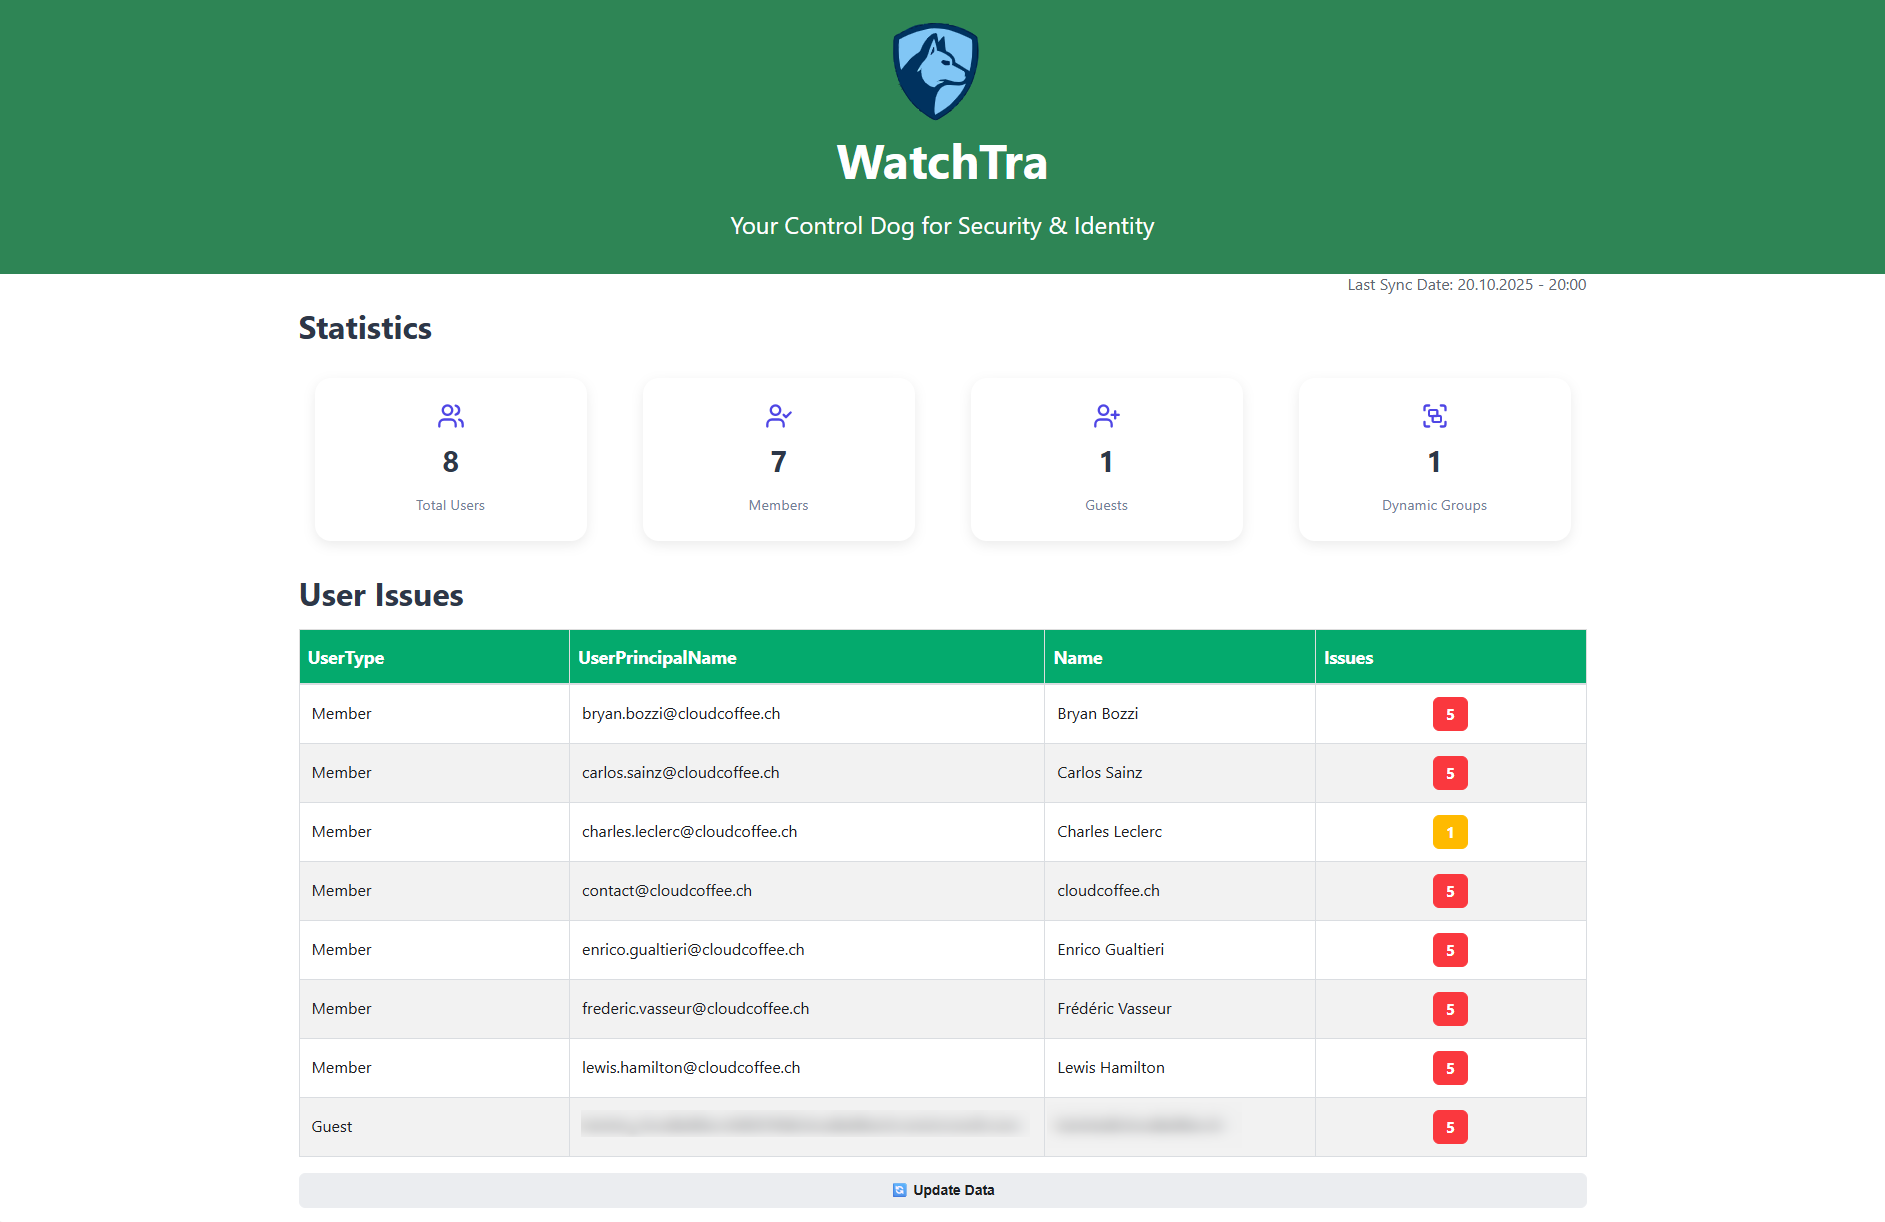 WatchTra
Your Control Dog for Security & Identity
Last Sync Date: 20.10.2025 - 20:00
Statistics
8
Total Users
7
Members
1
Guests
1
Dynamic Groups
User Issues
UserType UserPrincipalName Name Issues
Member bryan.bozzi@cloudcoffee.ch Bryan Bozzi 5
Member carlos.sainz@cloudcoffee.ch Carlos Sainz 5
Member charles.leclerc@cloudcoffee.ch Charles Leclerc 1
Member contact@cloudcoffee.ch cloudcoffee.ch 5
Member enrico.gualtieri@cloudcoffee.ch Enrico Gualtieri 5
Member frederic.vasseur@cloudcoffee.ch Frédéric Vasseur 5
Member lewis.hamilton@cloudcoffee.ch Lewis Hamilton 5
Guest 5
Update Data